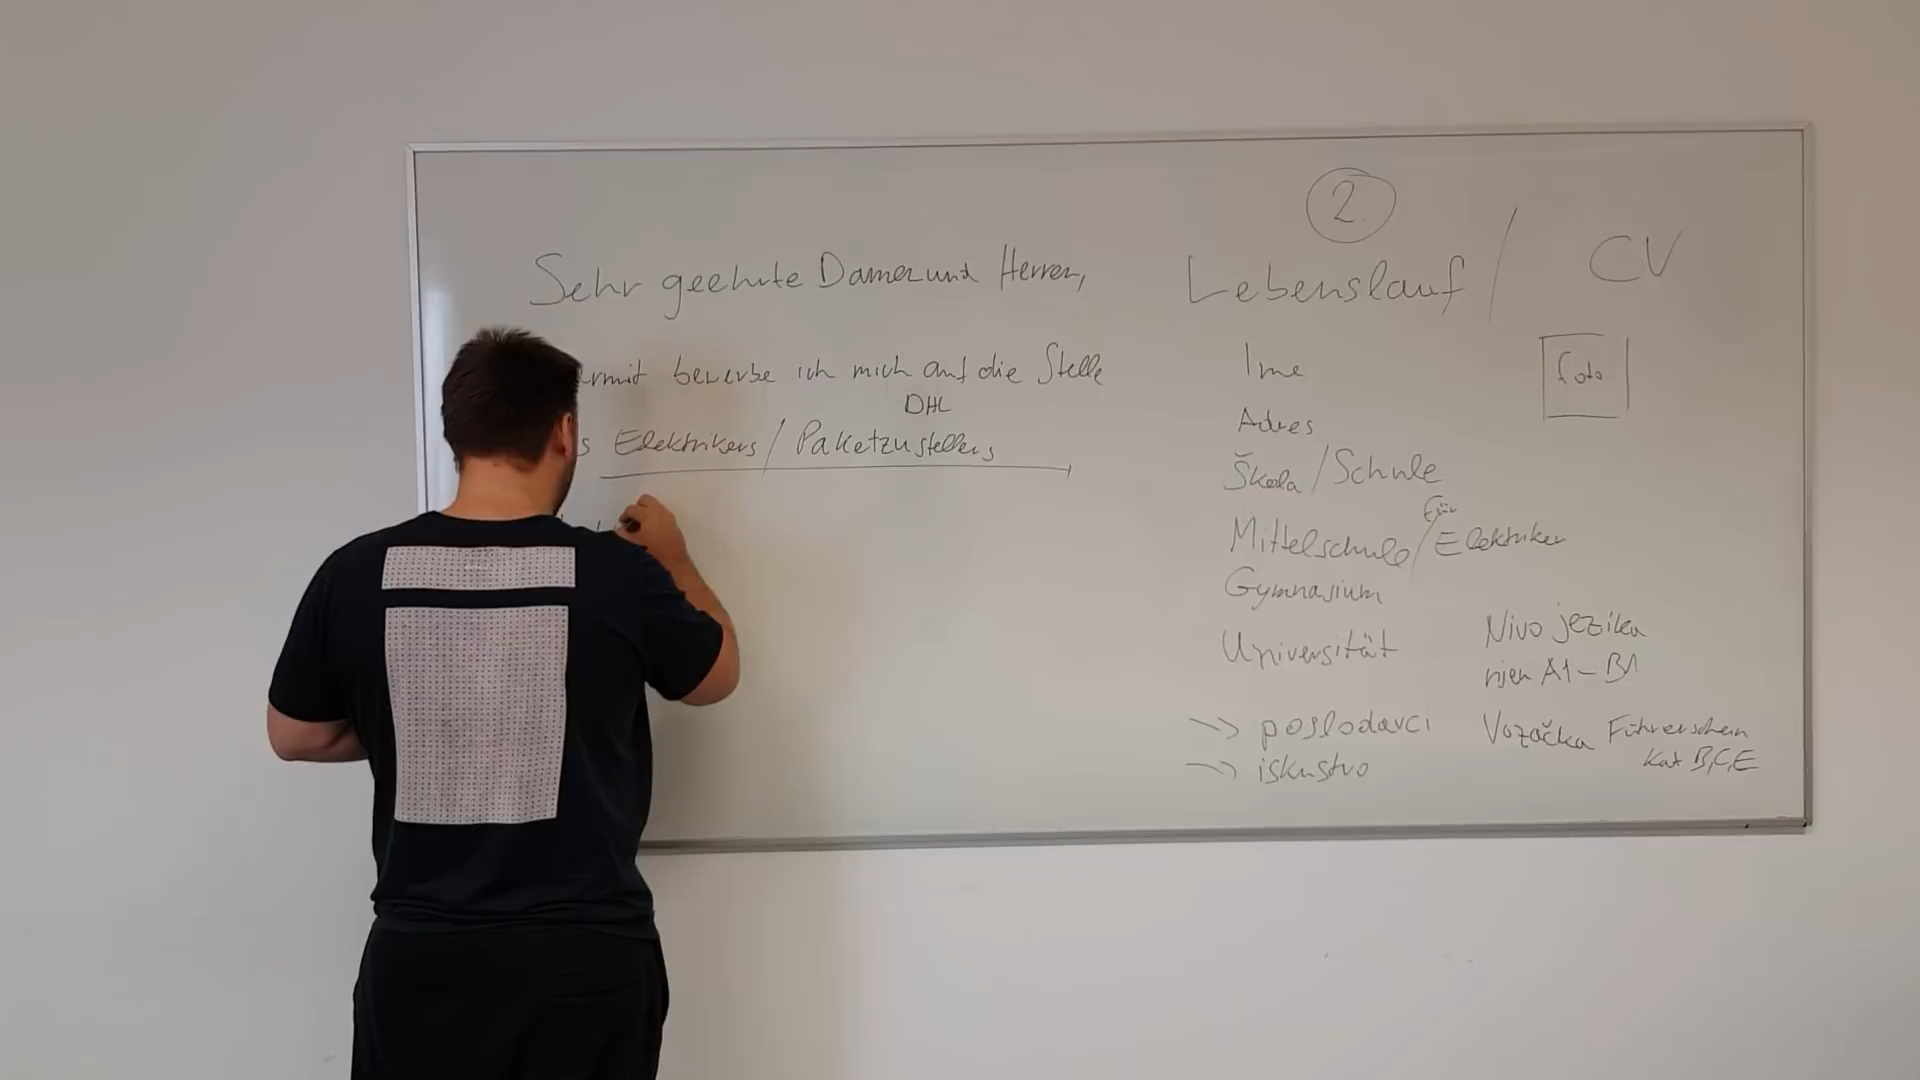 Sehr geehrte Damen und Herren,
ermit bewerbe ich mich auf die Stelle
DHL
s Elektrikers / Paketzustellers
2
Lebenslauf / CV
Ime
foto
Adres
Škola / Schule
für
Mittelschule / Elektriker
Gymnasium
Universität
Nivo jezika
njem A1 - B1
poslodavci
iskustvo
Vozačka Führerschein
Kat B,C,E